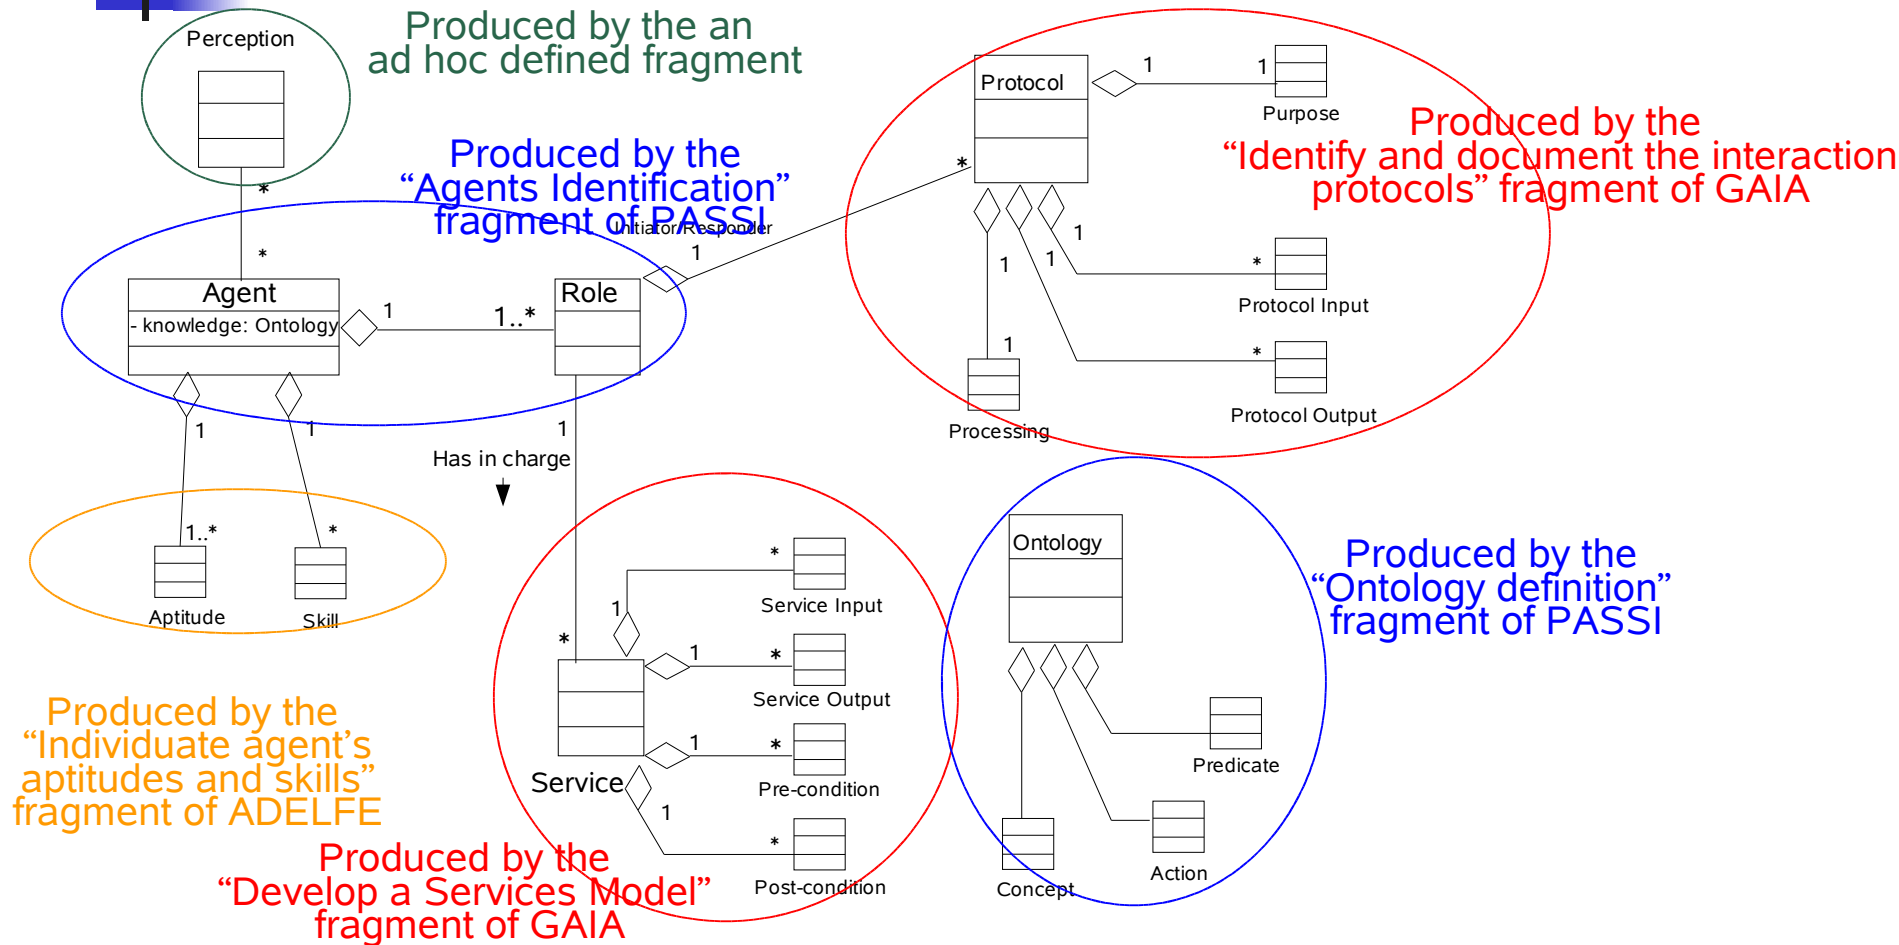 Perception
Produced by the an
ad hoc defined fragment
*
*
Produced by the
“Agents Identification”
fragment of PASSI
Initiator/Responder
1
*
Agent
- knowledge: Ontology
1
1..*
Role
1
1
1..*
*
Aptitude
Skill
Produced by the
“Individuate agent’s
aptitudes and skills”
fragment of ADELFE
1
Has in charge
*
Protocol
1
1
Purpose
Produced by the
“Identify and document the interaction
protocols” fragment of GAIA
1
*
Protocol Input
1
*
Protocol Output
1
1
Processing
1
*
Service Input
1
*
Service Output
1
*
Pre-condition
Service
1
*
Post-condition
Produced by the
“Develop a Services Model”
fragment of GAIA
Ontology
Predicate
Action
Concept
Produced by the
“Ontology definition”
fragment of PASSI